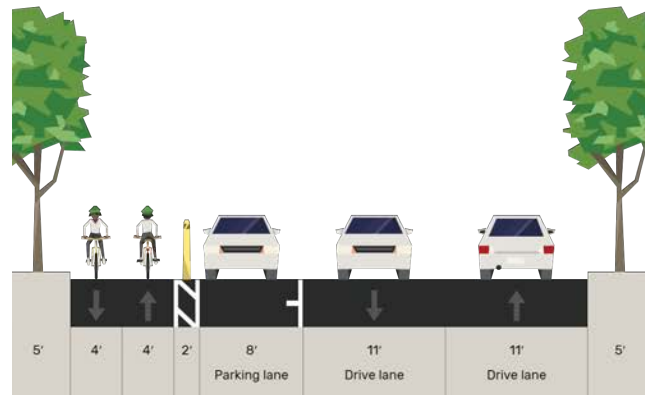 5′ 4′ 4′ 2′ 8′ 11′ 11′ 5′
Parking lane Drive lane Drive lane